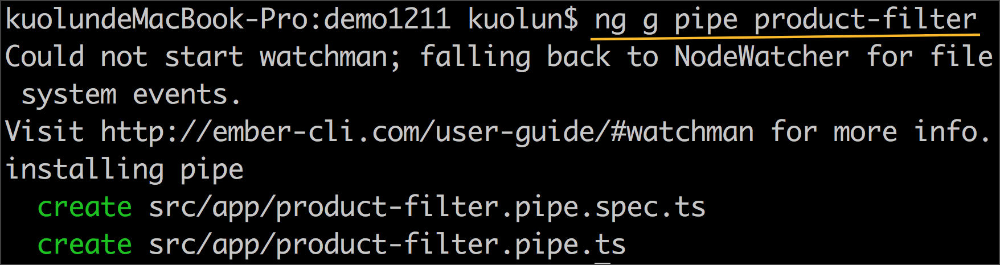 kuolundeMacBook-Pro:demo1211 kuolun$ ng g pipe product-filter
Could not start watchman; falling back to NodeWatcher for file
 system events.
Visit http://ember-cli.com/user-guide/#watchman for more info.
installing pipe
  create src/app/product-filter.pipe.spec.ts
  create src/app/product-filter.pipe.ts